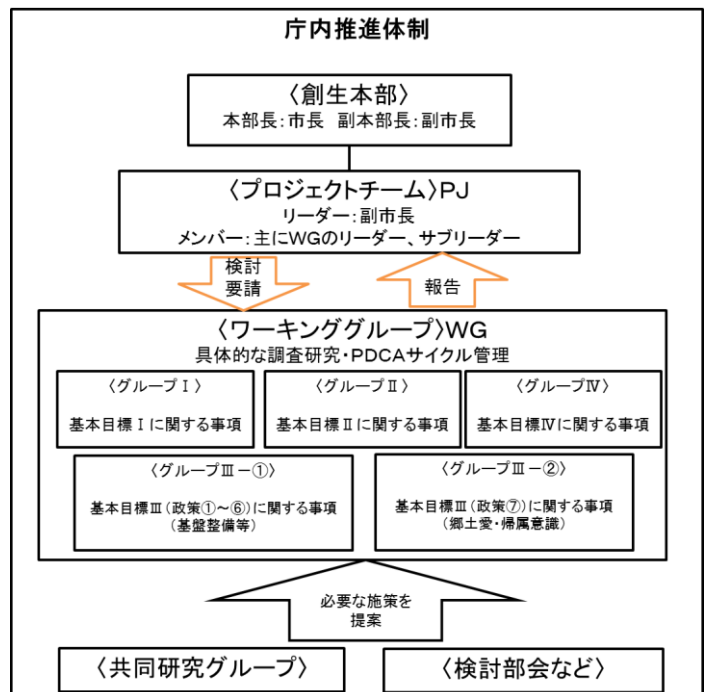 庁内推進体制
〈創生本部〉
本部長:市長 副本部長:副市長
〈プロジェクトチーム〉PJ
リーダー:副市長
メンバー:主にWGのリーダー、サブリーダー
検討
要請
報告
〈ワーキンググループ〉WG
具体的な調査研究・PDCAサイクル管理
〈グループⅠ〉
基本目標Ⅰに関する事項
〈グループⅡ〉
基本目標Ⅱに関する事項
〈グループⅣ〉
基本目標Ⅳに関する事項
〈グループⅢ－①〉
基本目標Ⅲ(政策①～⑥)に関する事項
(基盤整備等)
〈グループⅢ－②〉
基本目標Ⅲ(政策⑦)に関する事項
(郷土愛・帰属意識)
必要な施策を
提案
〈共同研究グループ〉
〈検討部会など〉